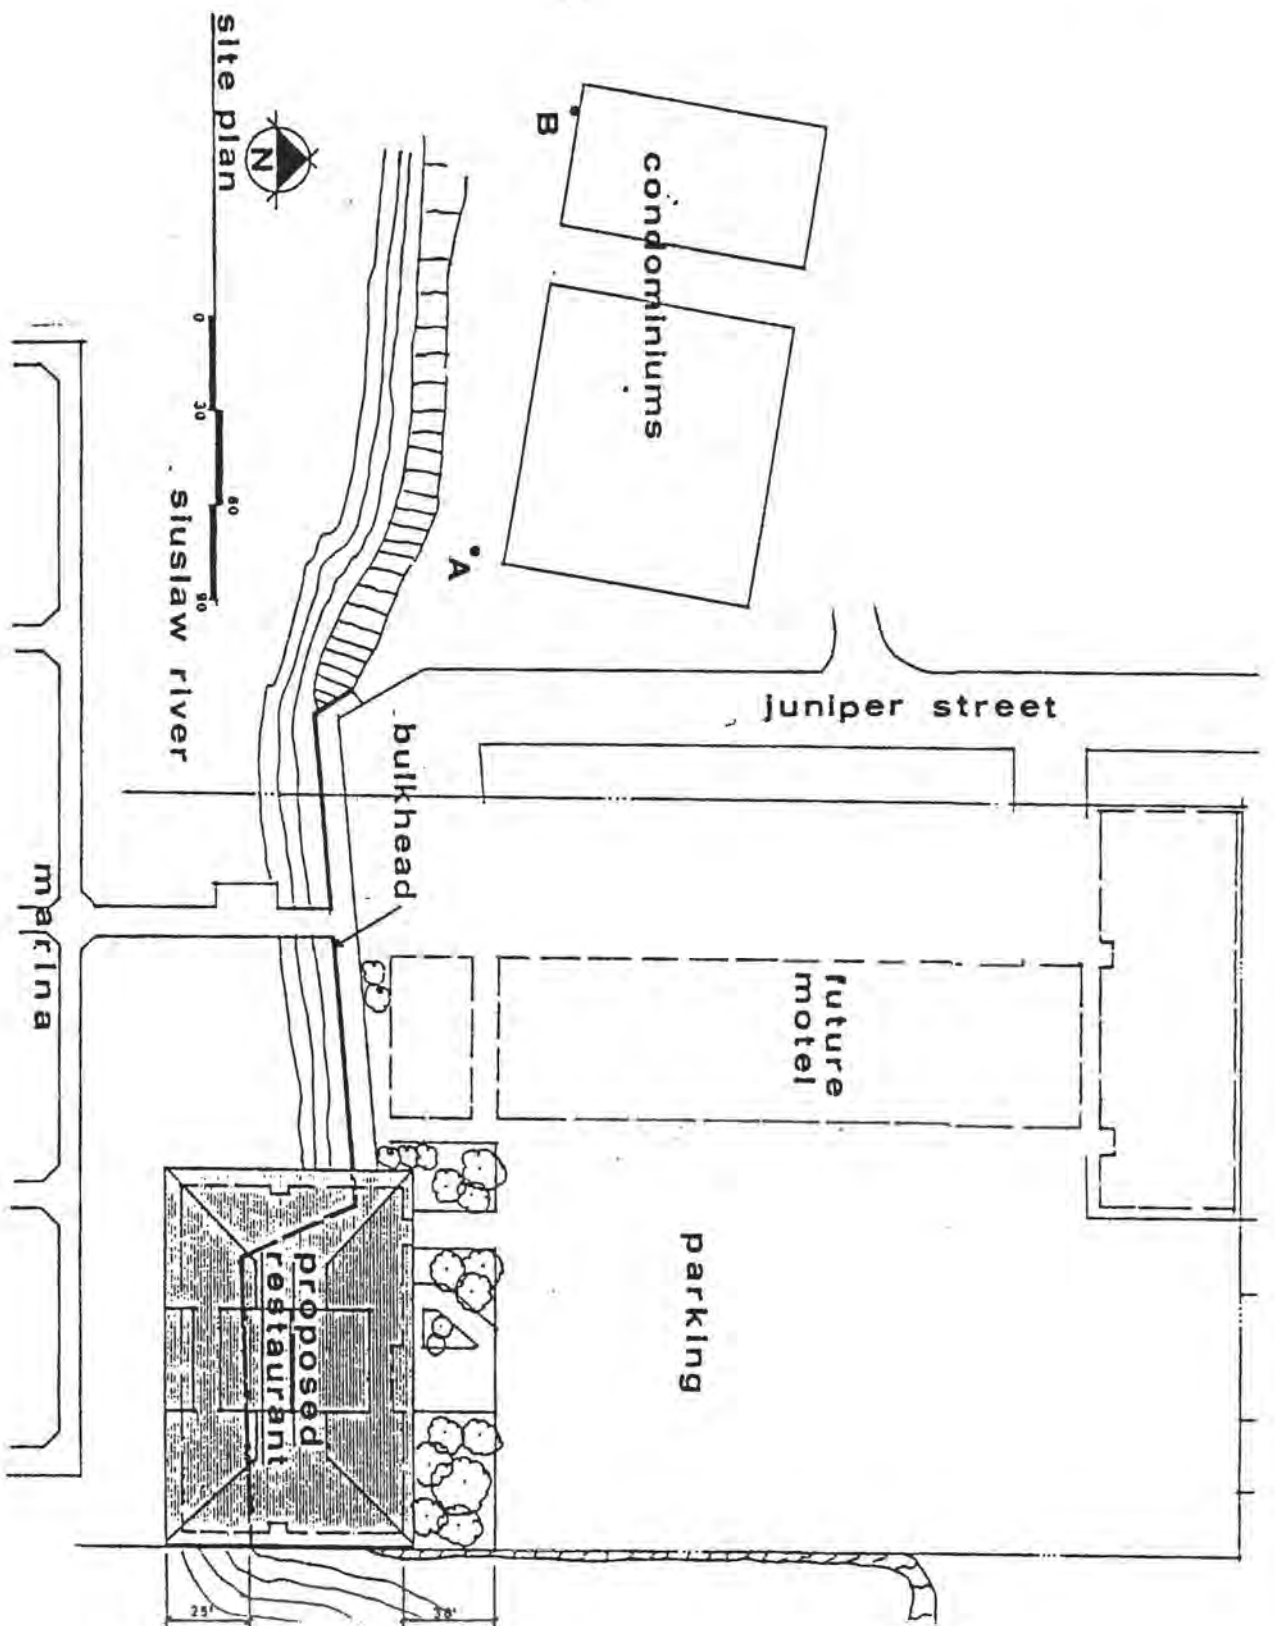 site plan
N
0
30
60
90
siuslaw river
marina
B
A
condominiums
juniper street
bulkhead
future
motel
parking
proposed
restaurant
25'